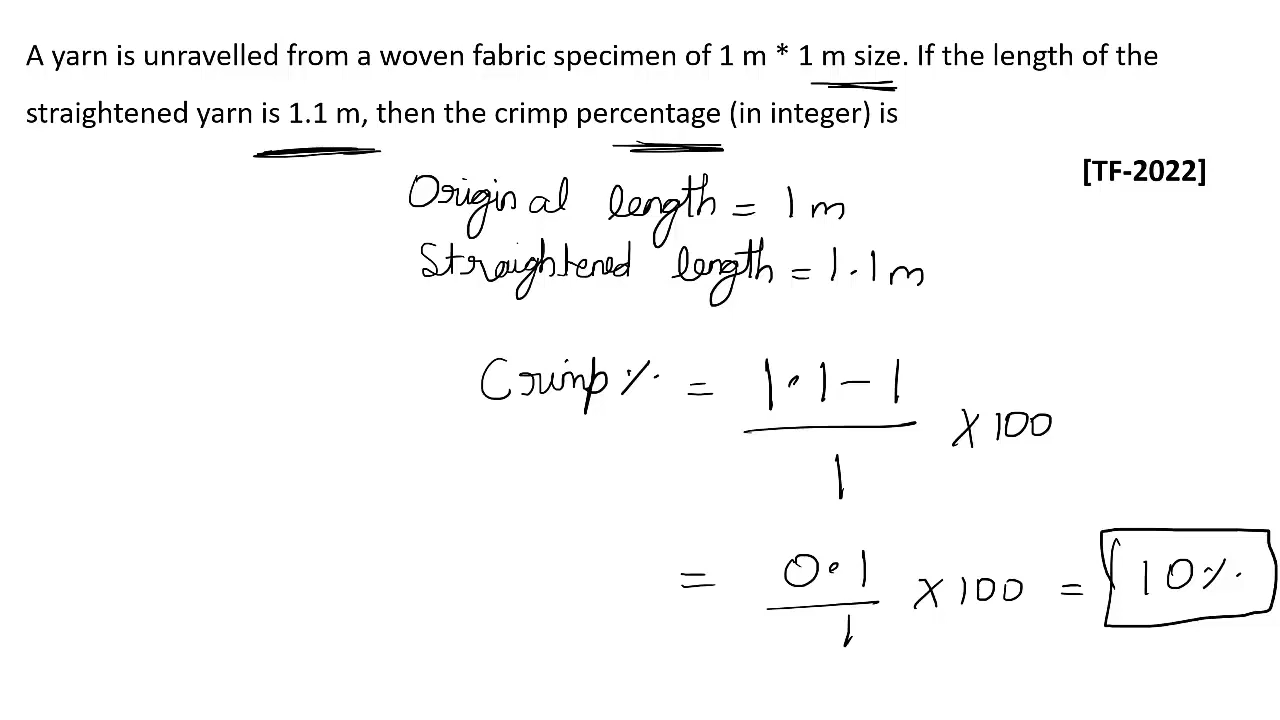 A yarn is unravelled from a woven fabric specimen of 1 m * 1 m size. If the length of the
straightened yarn is 1.1 m, then the crimp percentage (in integer) is
[TF-2022]
Original length = 1 m
Straightened length = 1.1 m
Crimp % = 1.1 - 1 / 1 × 100
= 0.1 / 1 × 100 = 10%